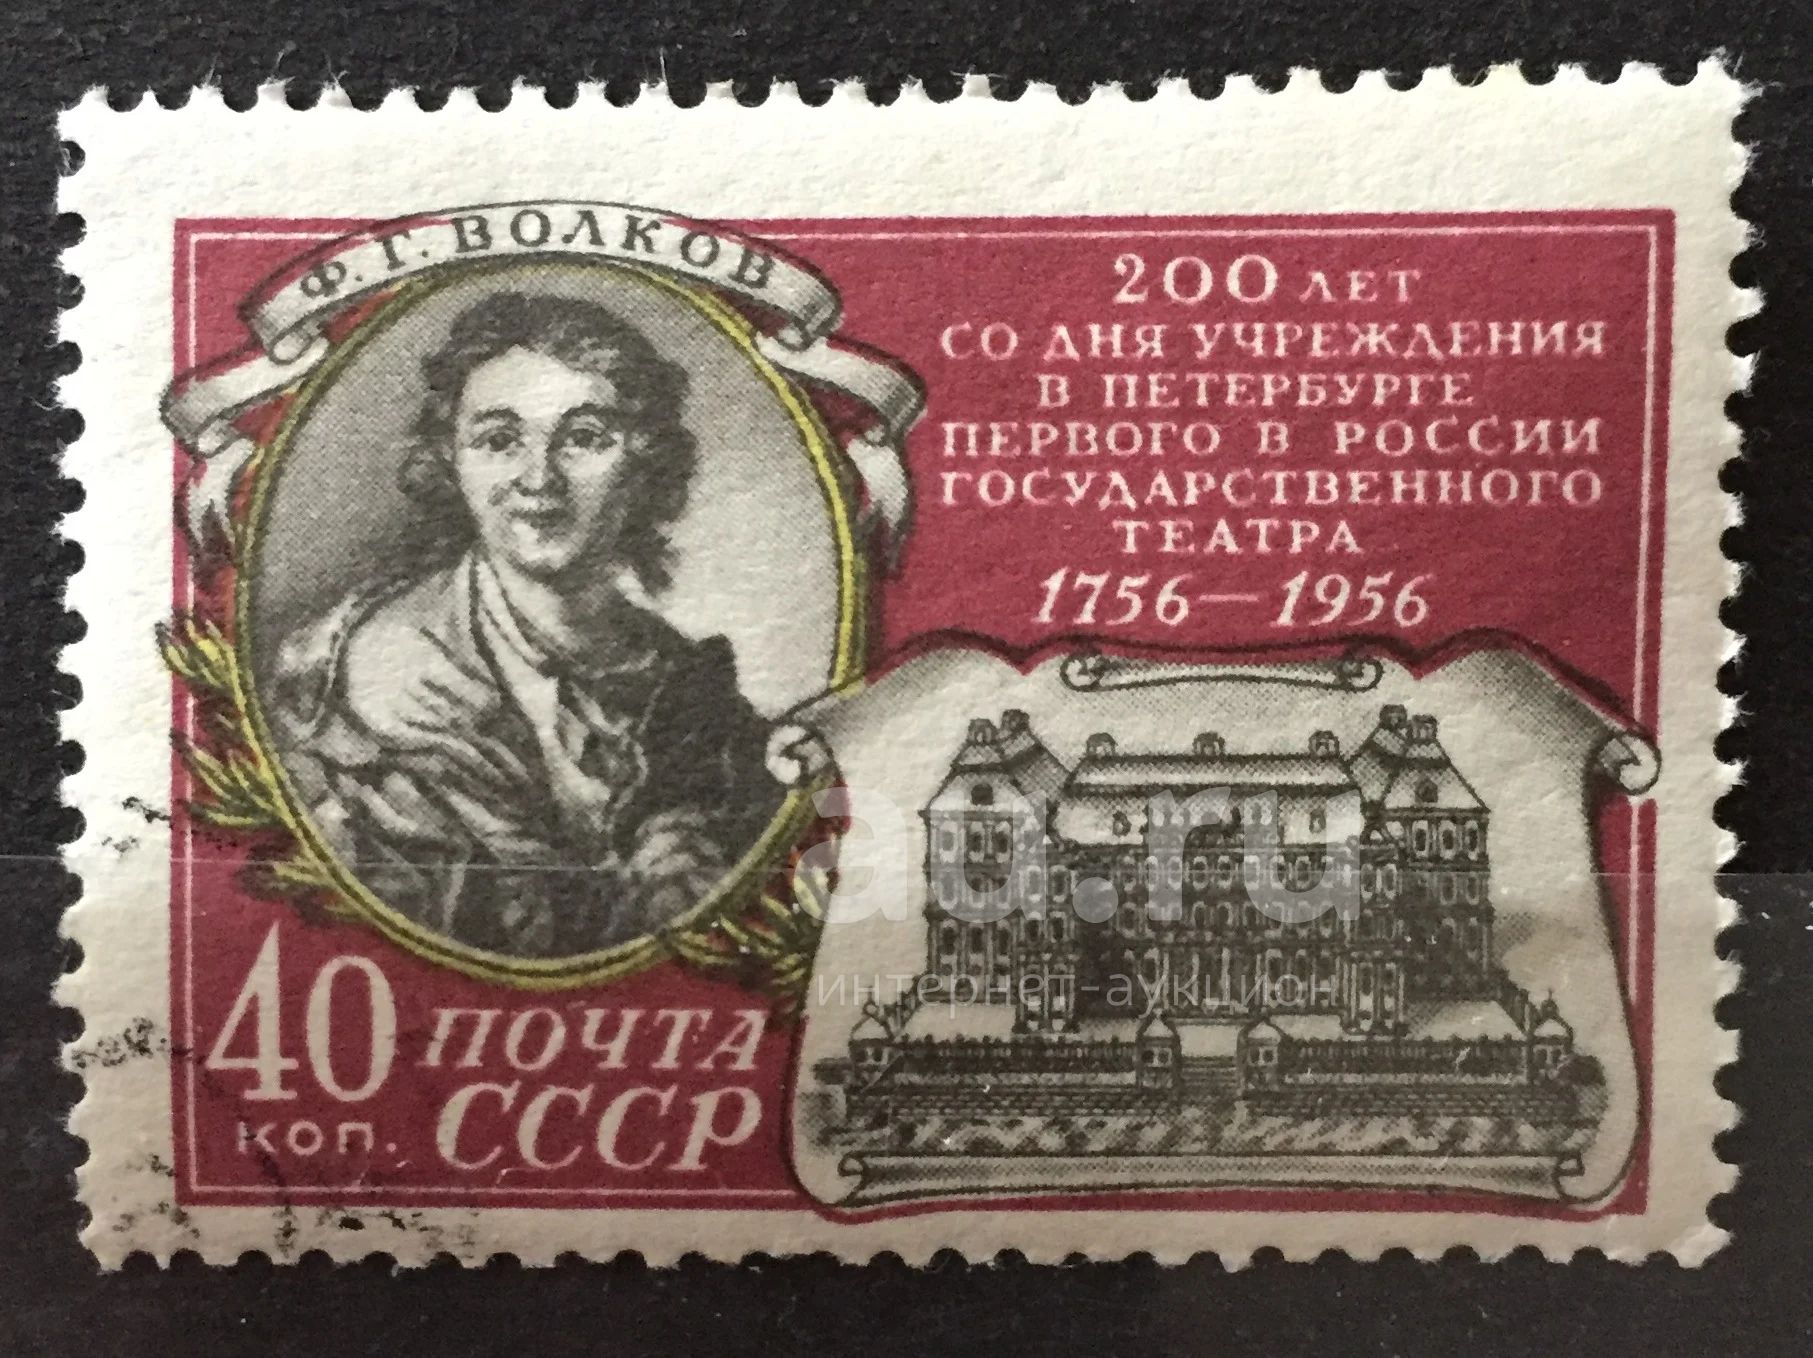 Ф. Г. ВОЛКОВ
200 ЛЕТ
СО ДНЯ УЧРЕЖДЕНИЯ
В ПЕТЕРБУРГЕ
ПЕРВОГО В РОССИИ
ГОСУДАРСТВЕННОГО
ТЕАТРА
1756—1956
40
КОП.
ПОЧТА
СССР
au.ru
интернет-аукцион